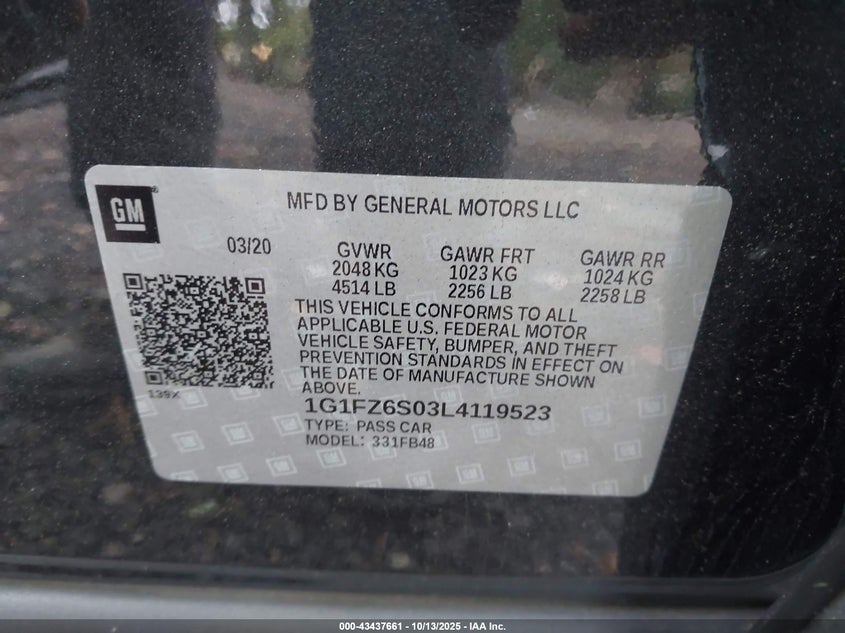 GM
MFD BY GENERAL MOTORS LLC
03/20
GVWR GAWR FRT GAWR RR
2048 KG 1023 KG 1024 KG
4514 LB 2256 LB 2258 LB
THIS VEHICLE CONFORMS TO ALL
APPLICABLE U.S. FEDERAL MOTOR
VEHICLE SAFETY, BUMPER, AND THEFT
PREVENTION STANDARDS IN EFFECT ON
THE DATE OF MANUFACTURE SHOWN
ABOVE.
139X
1G1FZ6S03L4119523
TYPE: PASS CAR
MODEL: 331FB48
000-43437661 - 10/13/2025 - IAA Inc.